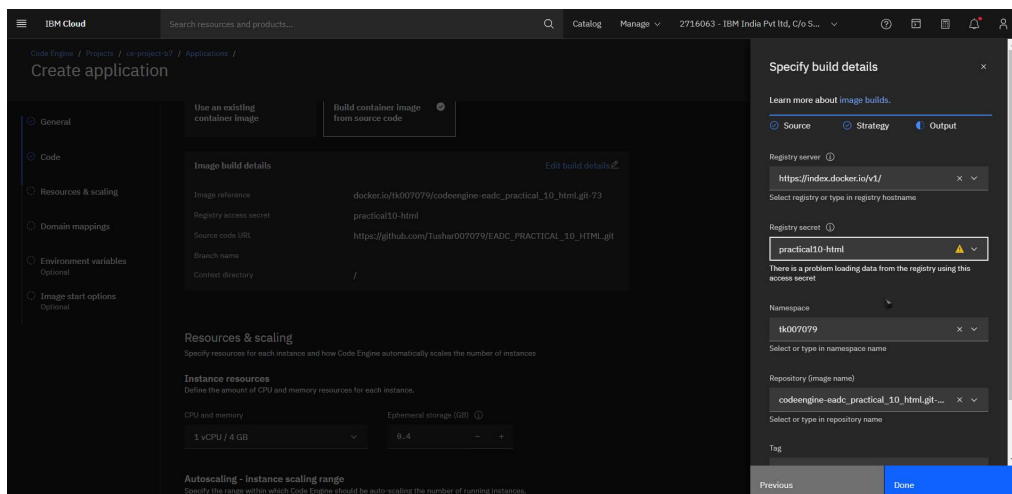 IBM Cloud
Search resources and products...
Catalog
Manage
2716063 - IBM India Pvt ltd, C/o S...
Code Engine / Projects / ce-project-b7 / Applications /
Create application
General
Code
Resources & scaling
Domain mappings
Environment variables
Optional
Image start options
Optional
Use an existing
container image
Build container image
from source code
Image build details
Edit build details
Image reference
docker.io/tk007079/codeengine-eadc_practical_10_html.git-73
Registry access secret
practical10-html
Source code URL
https://github.com/Tushar007079/EADC_PRACTICAL_10_HTML.git
Branch name
Context directory
/
Resources & scaling
Specify resources for each instance and how Code Engine automatically scales the number of instances
Instance resources
Define the amount of CPU and memory resources for each instance.
CPU and memory
Ephemeral storage (GB)
1 vCPU / 4 GB
0.4
Autoscaling - instance scaling range
Specify the range within which Code Engine should be auto-scaling the number of running instances.
Specify build details
Learn more about image builds.
Source
Strategy
Output
Registry server
https://index.docker.io/v1/
Select registry or type in registry hostname
Registry secret
practical10-html
There is a problem loading data from the registry using this
access secret
Namespace
tk007079
Select or type in namespace name
Repository (image name)
codeengine-eadc_practical_10_html.git-...
Select or type in repository name
Tag
Previous
Done